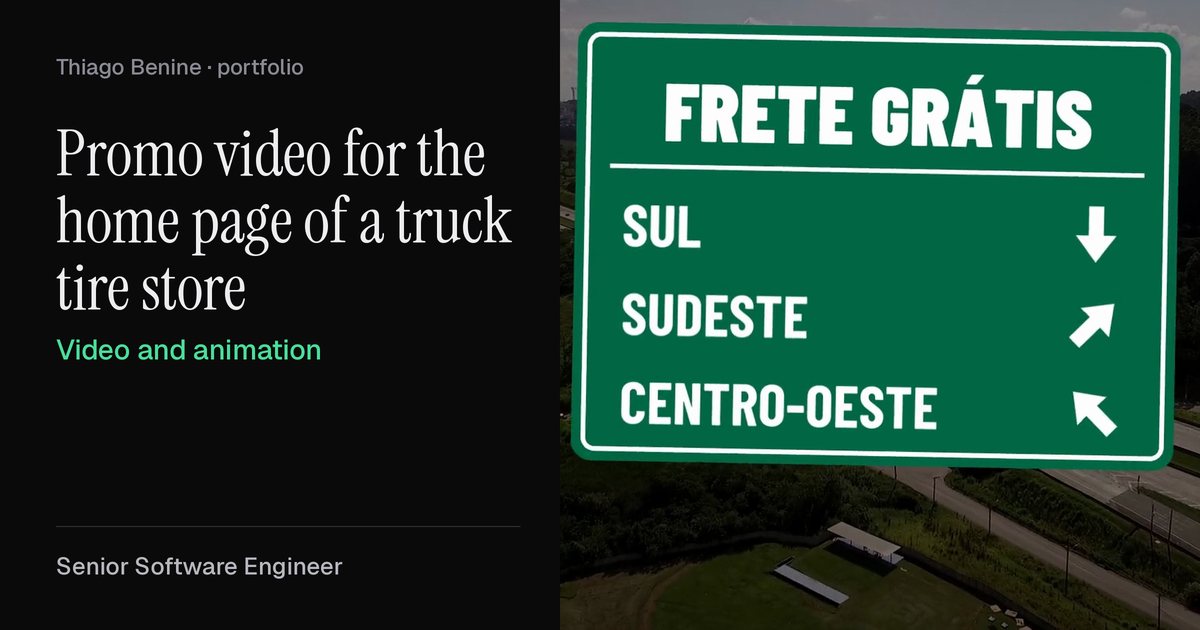 Thiago Benine · portfolio
Promo video for the
home page of a truck
tire store
Video and animation
Senior Software Engineer
FRETE GRÁTIS
SUL
SUDESTE
CENTRO-OESTE